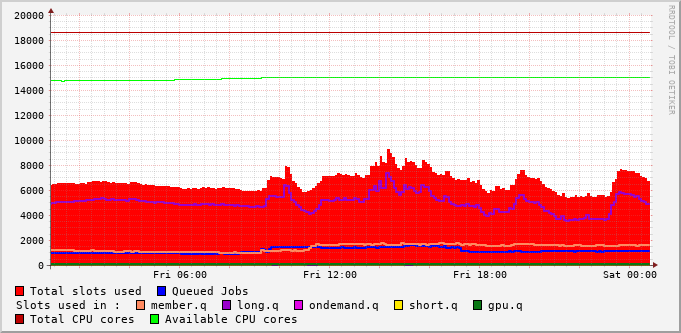 20000
18000
16000
14000
12000
10000
8000
6000
4000
2000
0
Fri 06:00 Fri 12:00 Fri 18:00 Sat 00:00
RRDTOOL / TOBI OETIKER
Total slots used Queued Jobs
Slots used in : member.q long.q ondemand.q short.q gpu.q
Total CPU cores Available CPU cores